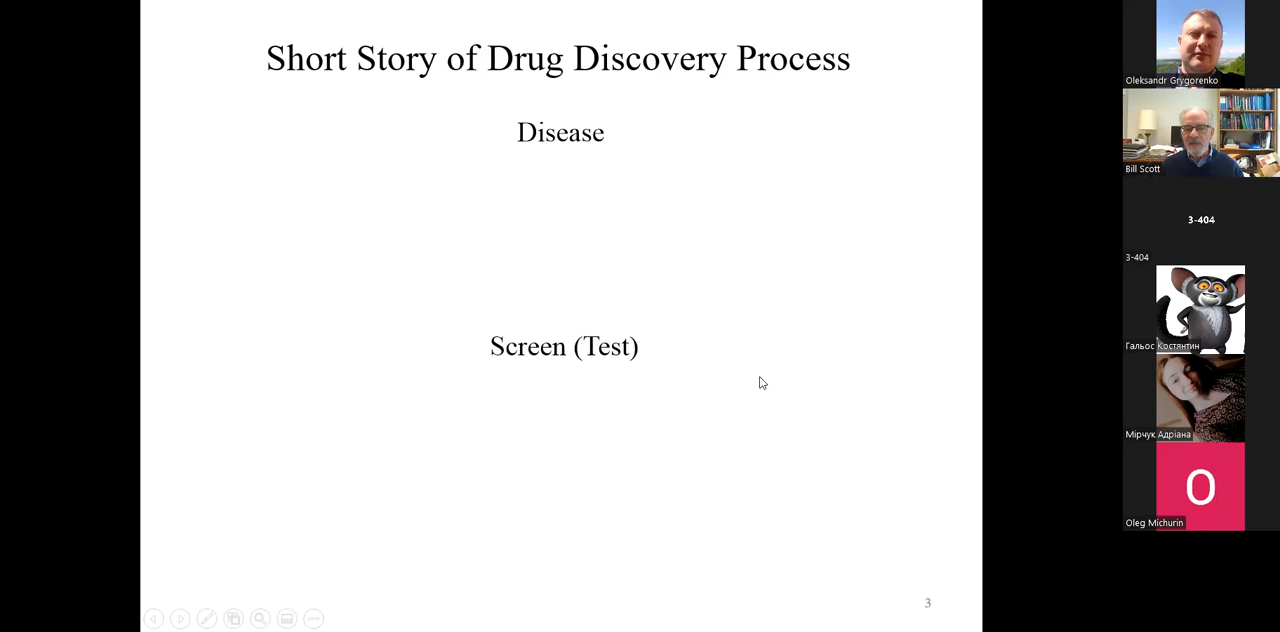 Short Story of Drug Discovery Process
Disease
Screen (Test)
3
Oleksandr Grygorenko
Bill Scott
3-404
3-404
Гальос Костянтин
Мірчук Адріана
O
Oleg Michurin